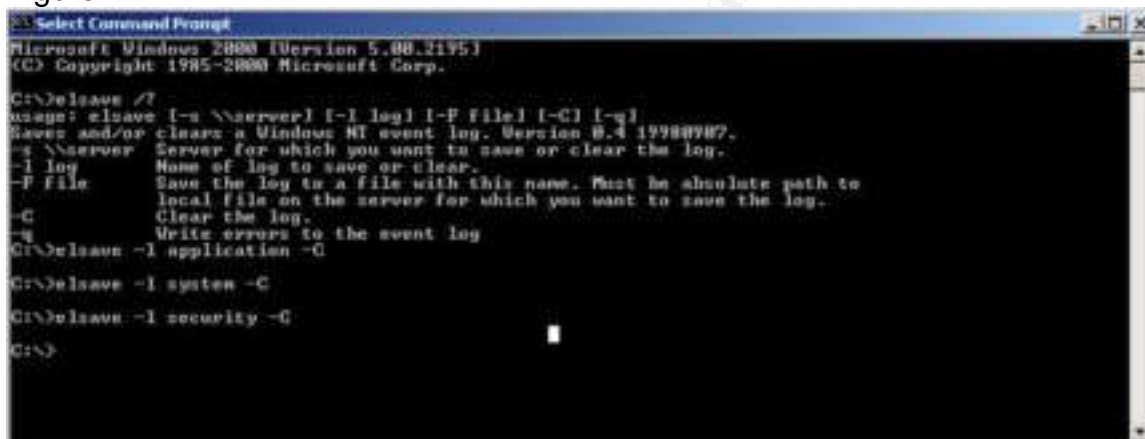 Select Command Prompt
Microsoft Windows 2000 [Version 5.00.2195]
(C) Copyright 1985-2000 Microsoft Corp.
C:\>elsave /?
usage: elsave [-s \\server] [-l log] [-F file] [-C] [-q]
Saves and/or clears a Windows NT event log. Version 0.4 19980907.
-s \\server Server for which you want to save or clear the log.
-l log Name of log to save or clear.
-F file Save the log to a file with this name. Must be absolute path to
local file on the server for which you want to save the log.
-C Clear the log.
-q Write errors to the event log
C:\>elsave -l application -C
C:\>elsave -l system -C
C:\>elsave -l security -C
C:\>